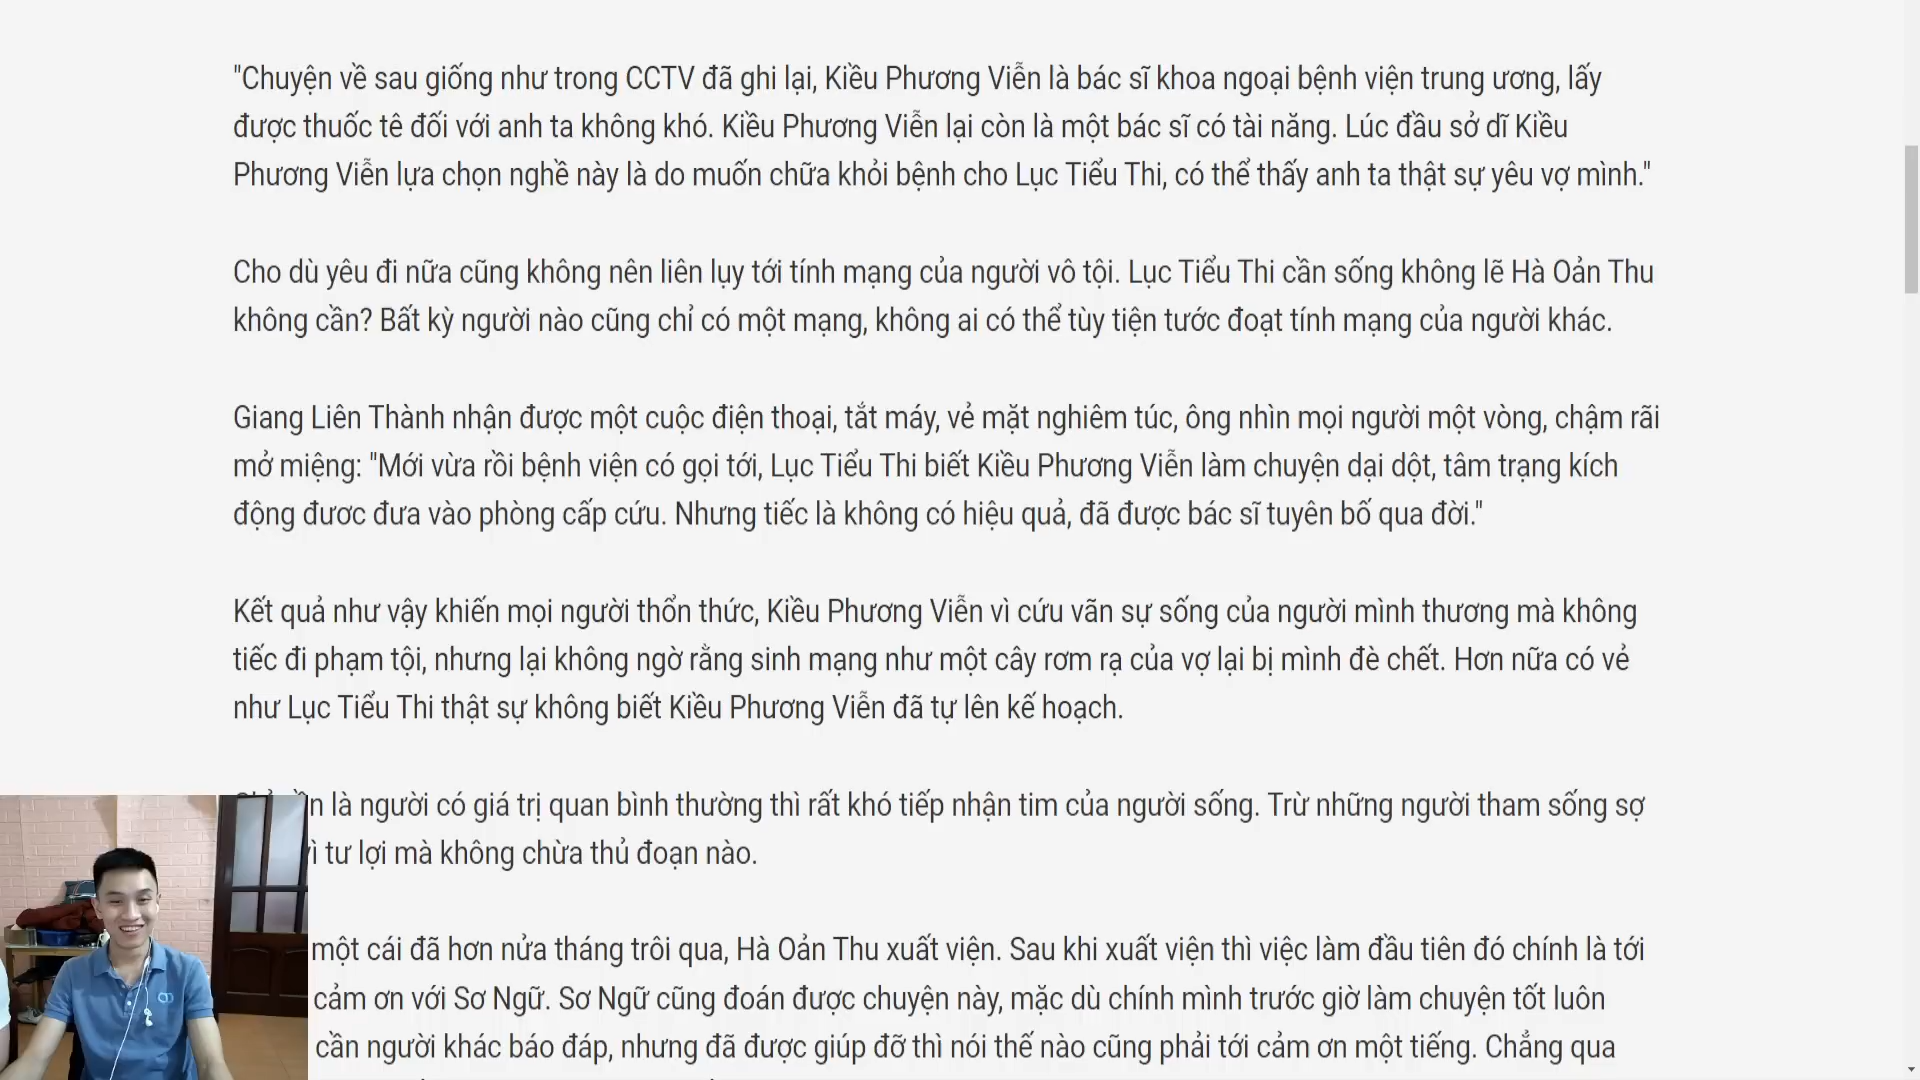 "Chuyện về sau giống như trong CCTV đã ghi lại, Kiều Phương Viễn là bác sĩ khoa ngoại bệnh viện trung ương, lấy
được thuốc tê đối với anh ta không khó. Kiều Phương Viễn lại còn là một bác sĩ có tài năng. Lúc đầu sở dĩ Kiều
Phương Viễn lựa chọn nghề này là do muốn chữa khỏi bệnh cho Lục Tiểu Thi, có thể thấy anh ta thật sự yêu vợ mình."
Cho dù yêu đi nữa cũng không nên liên lụy tới tính mạng của người vô tội. Lục Tiểu Thi cần sống không lẽ Hà Oản Thu
không cần? Bất kỳ người nào cũng chỉ có một mạng, không ai có thể tùy tiện tước đoạt tính mạng của người khác.
Giang Liên Thành nhận được một cuộc điện thoại, tắt máy, vẻ mặt nghiêm túc, ông nhìn mọi người một vòng, chậm rãi
mở miệng: "Mới vừa rồi bệnh viện có gọi tới, Lục Tiểu Thi biết Kiều Phương Viễn làm chuyện dại dột, tâm trạng kích
động đươc đưa vào phòng cấp cứu. Nhưng tiếc là không có hiệu quả, đã được bác sĩ tuyên bố qua đời."
Kết quả như vậy khiến mọi người thổn thức, Kiều Phương Viễn vì cứu vãn sự sống của người mình thương mà không
tiếc đi phạm tội, nhưng lại không ngờ rằng sinh mạng như một cây rơm rạ của vợ lại bị mình đè chết. Hơn nữa có vẻ
như Lục Tiểu Thi thật sự không biết Kiều Phương Viễn đã tự lên kế hoạch.
là người có giá trị quan bình thường thì rất khó tiếp nhận tim của người sống. Trừ những người tham sống sợ
tư lợi mà không chừa thủ đoạn nào.
một cái đã hơn nửa tháng trôi qua, Hà Oản Thu xuất viện. Sau khi xuất viện thì việc làm đầu tiên đó chính là tới
cảm ơn với Sơ Ngữ. Sơ Ngữ cũng đoán được chuyện này, mặc dù chính mình trước giờ làm chuyện tốt luôn
cần người khác báo đáp, nhưng đã được giúp đỡ thì nói thế nào cũng phải tới cảm ơn một tiếng. Chẳng qua